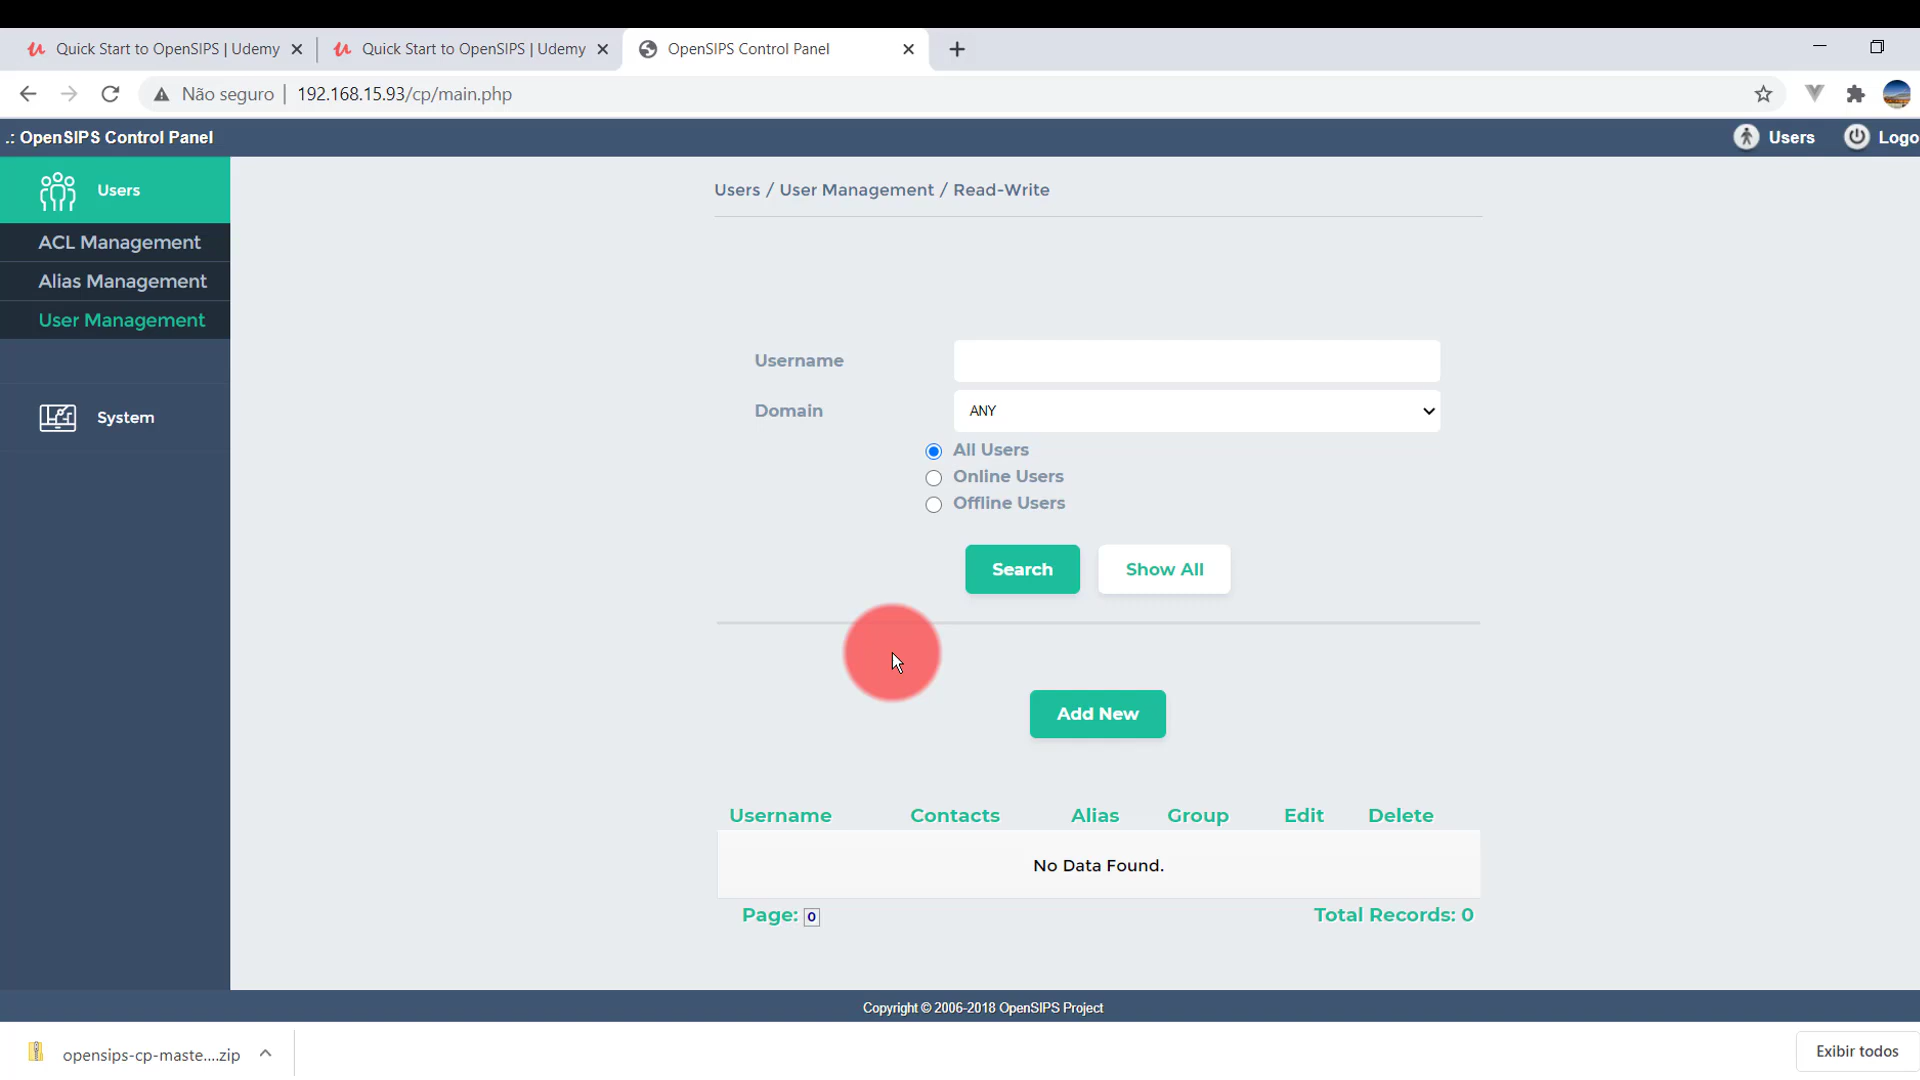 Quick Start to OpenSIPS | Udemy
Quick Start to OpenSIPS | Udemy
OpenSIPS Control Panel
Não seguro
192.168.15.93/cp/main.php
.: OpenSIPS Control Panel
Users
Logo
Users
ACL Management
Alias Management
User Management
System
Users / User Management / Read-Write
Username
Domain
ANY
All Users
Online Users
Offline Users
Search
Show All
Add New
Username Contacts Alias Group Edit Delete
No Data Found.
Page: 0
Total Records: 0
Copyright © 2006-2018 OpenSIPS Project
opensips-cp-maste....zip
Exibir todos